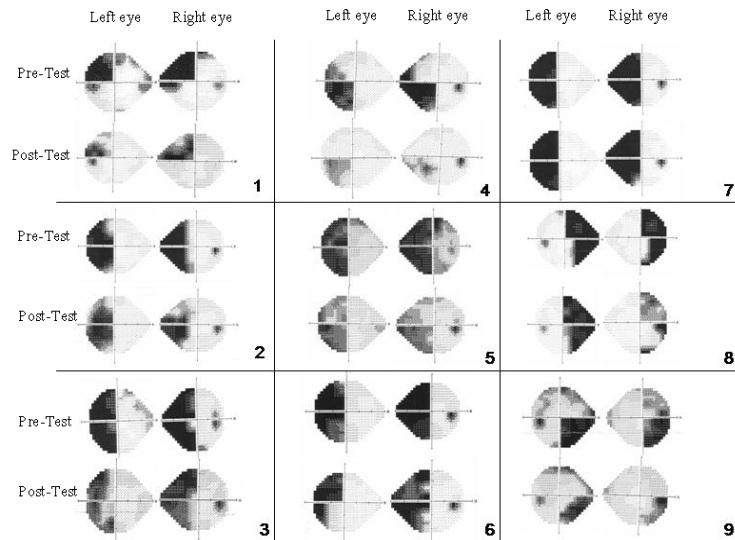 Left eye Right eye Left eye Right eye Left eye Right eye
Pre-Test
Post-Test
1 4 7
Pre-Test
Post-Test
2 5 8
Pre-Test
Post-Test
3 6 9